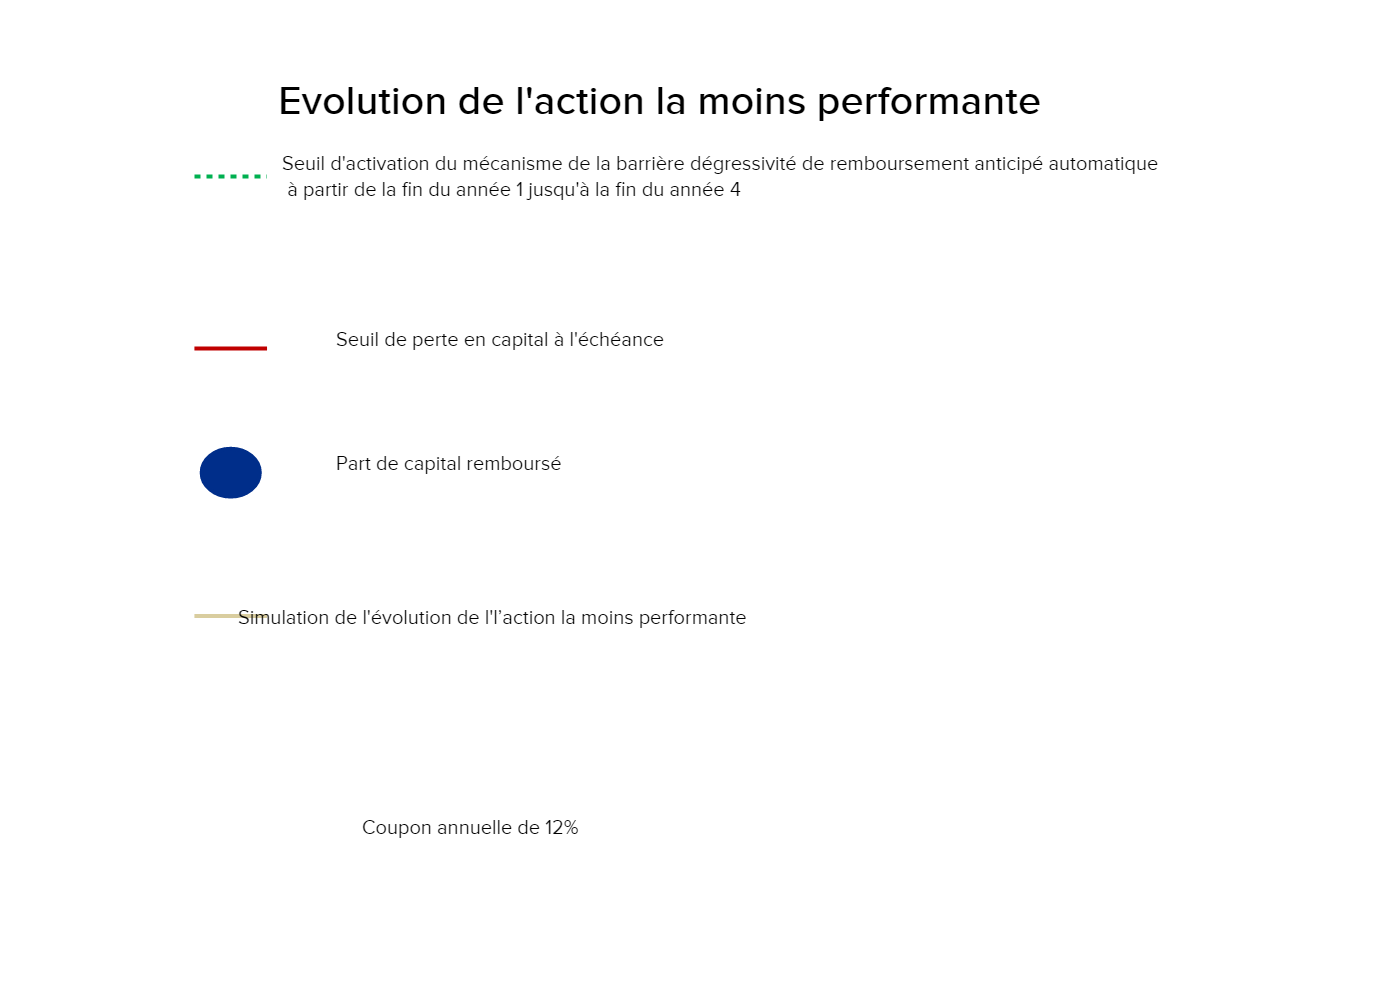 Evolution de l'action la moins performante
Seuil d'activation du mécanisme de la barrière dégressivité de remboursement anticipé automatique
à partir de la fin du année 1 jusqu'à la fin du année 4
Seuil de perte en capital à l'échéance
Part de capital remboursé
Simulation de l'évolution de l'l’action la moins performante
Coupon annuelle de 12%